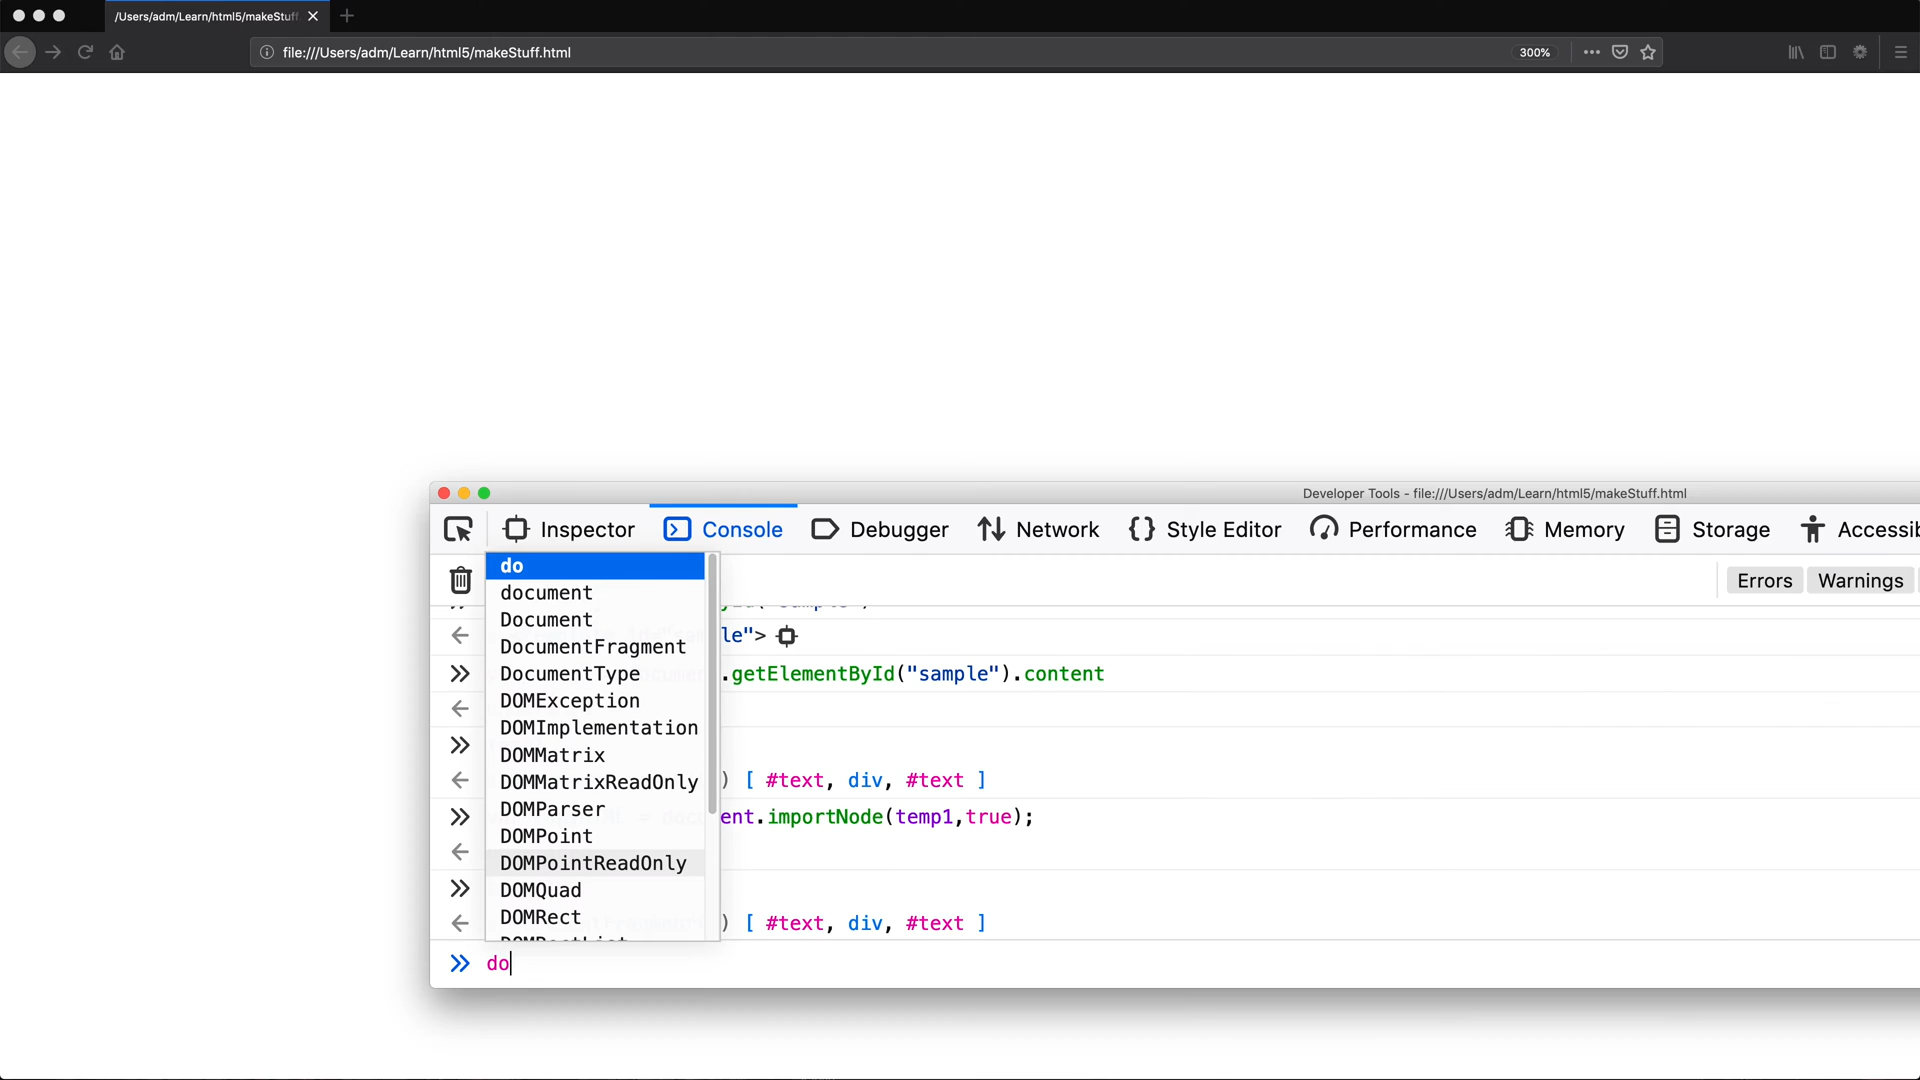 /Users/adm/Learn/html5/makeStuff
file:///Users/adm/Learn/html5/makeStuff.html
300%
Developer Tools - file:///Users/adm/Learn/html5/makeStuff.html
Inspector
Console
Debugger
Network
Style Editor
Performance
Memory
Storage
Accessib
Errors
Warnings
do
document
Document
DocumentFragment
DocumentType
DOMException
DOMImplementation
DOMMatrix
DOMMatrixReadOnly
DOMParser
DOMPoint
DOMPointReadOnly
DOMQuad
DOMRect
DOMRectList
le">
.getElementById("sample").content
) [ #text, div, #text ]
= document.importNode(temp1,true);
) [ #text, div, #text ]
do